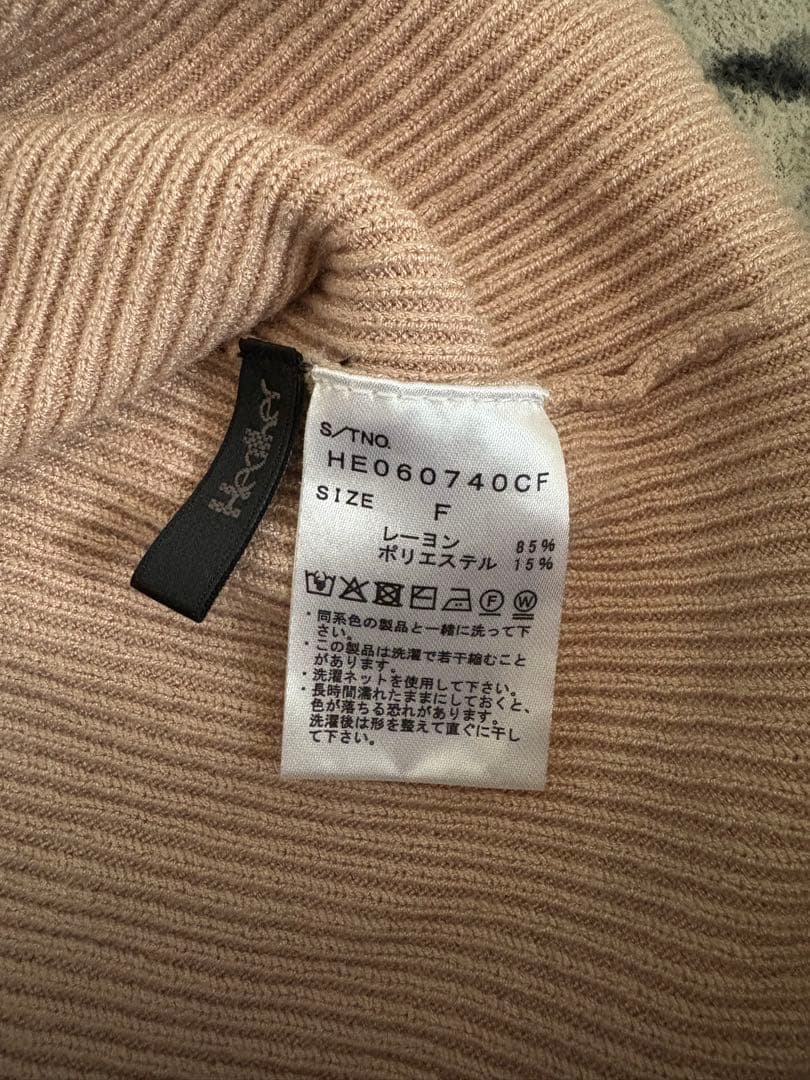 Heather
S/TNO.
HE060740CF
SIZE F
レーヨン 85%
ポリエステル 15%
F W
・同系色の製品と一緒に洗って下
さい。
・この製品は洗濯で若干縮むこと
があります。
・洗濯ネットを使用して下さい。
・長時間濡れたままにしておくと、
色が落ちる恐れがあります。
洗濯後は形を整えて直ぐに干し
て下さい。